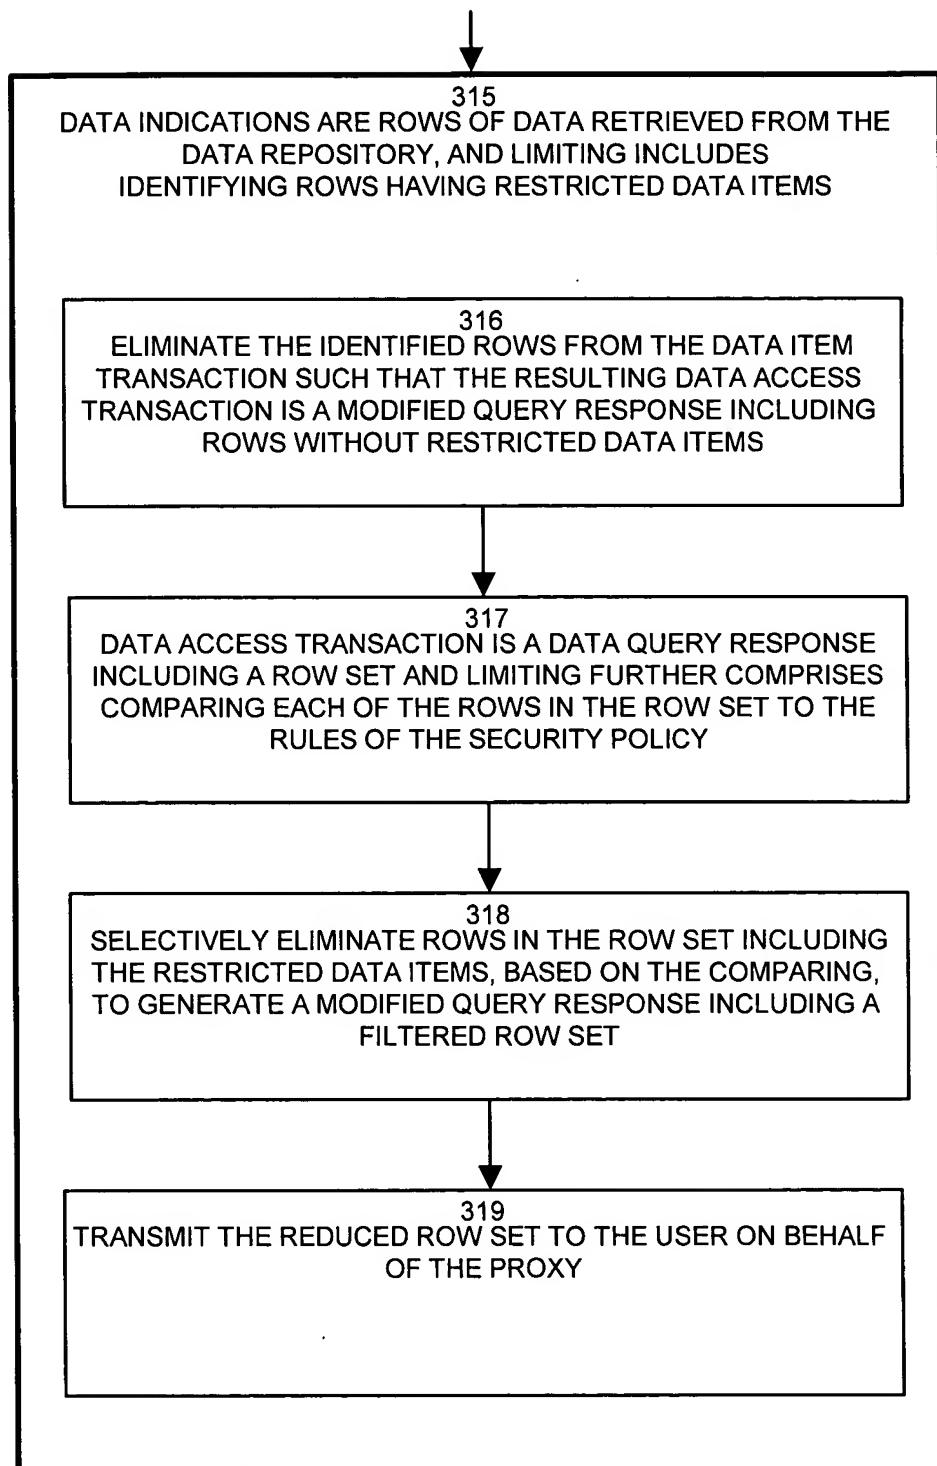 315
DATA INDICATIONS ARE ROWS OF DATA RETRIEVED FROM THE
DATA REPOSITORY, AND LIMITING INCLUDES
IDENTIFYING ROWS HAVING RESTRICTED DATA ITEMS
316
ELIMINATE THE IDENTIFIED ROWS FROM THE DATA ITEM
TRANSACTION SUCH THAT THE RESULTING DATA ACCESS
TRANSACTION IS A MODIFIED QUERY RESPONSE INCLUDING
ROWS WITHOUT RESTRICTED DATA ITEMS
317
DATA ACCESS TRANSACTION IS A DATA QUERY RESPONSE
INCLUDING A ROW SET AND LIMITING FURTHER COMPRISES
COMPARING EACH OF THE ROWS IN THE ROW SET TO THE
RULES OF THE SECURITY POLICY
318
SELECTIVELY ELIMINATE ROWS IN THE ROW SET INCLUDING
THE RESTRICTED DATA ITEMS, BASED ON THE COMPARING,
TO GENERATE A MODIFIED QUERY RESPONSE INCLUDING A
FILTERED ROW SET
319
TRANSMIT THE REDUCED ROW SET TO THE USER ON BEHALF
OF THE PROXY